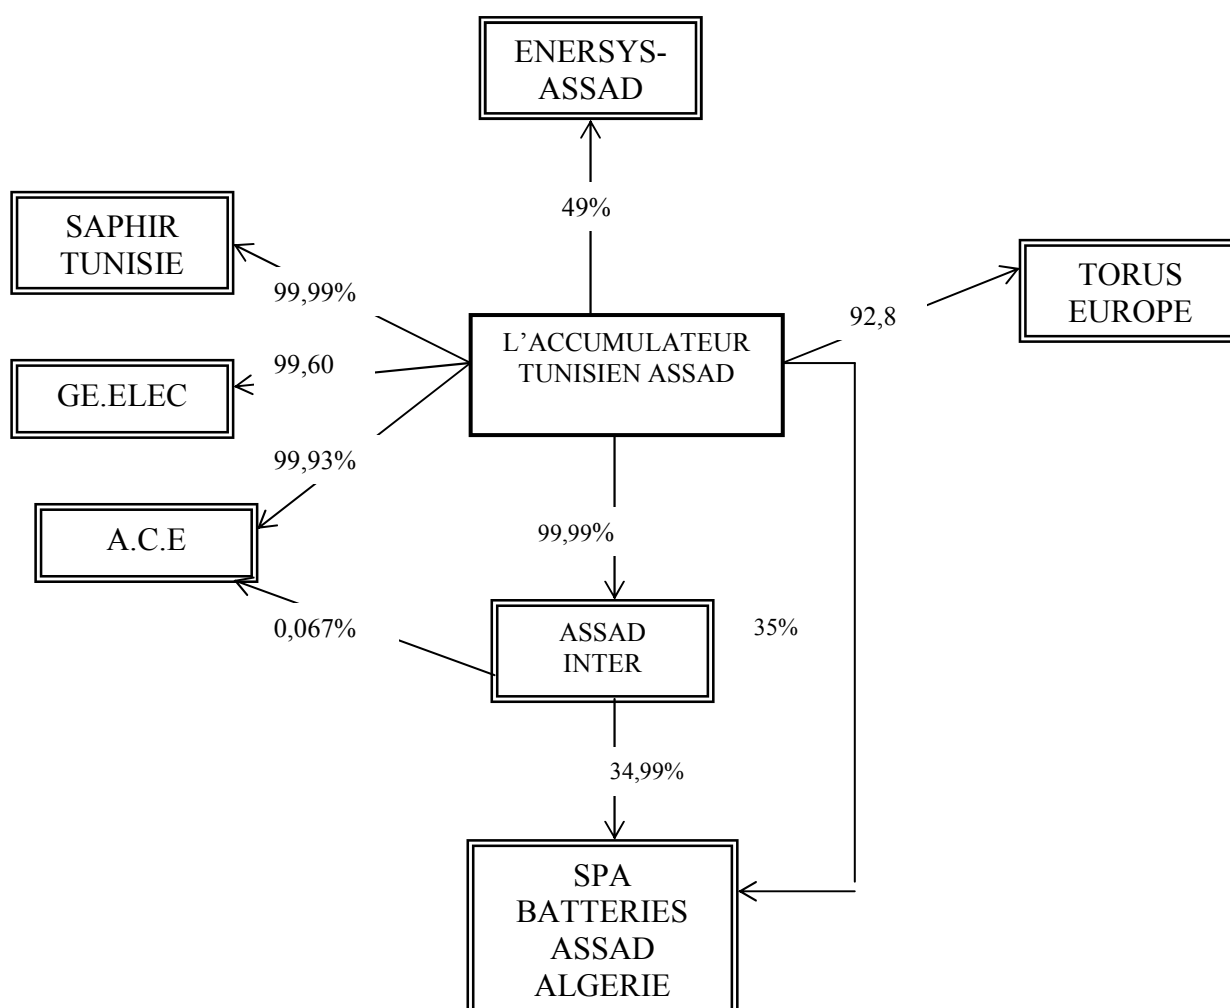 ENERSYS-
ASSAD
49%
SAPHIR
TUNISIE
99,99%
TORUS
EUROPE
92,8
L’ACCUMULATEUR
TUNISIEN ASSAD
99,60
GE.ELEC
99,93%
A.C.E
99,99%
0,067%
ASSAD
INTER
35%
34,99%
SPA
BATTERIES
ASSAD
ALGERIE